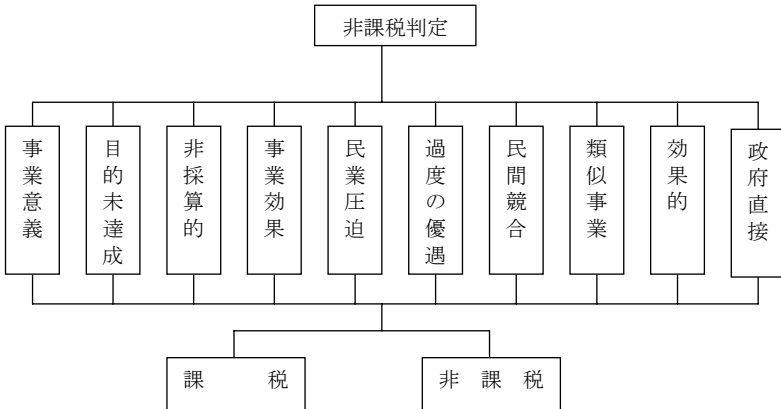 非課税判定
事業意義
目的未達成
非採算的
事業効果
民業圧迫
過度の優遇
民間競合
類似事業
効果的
政府直接
課　　税
非　課　税